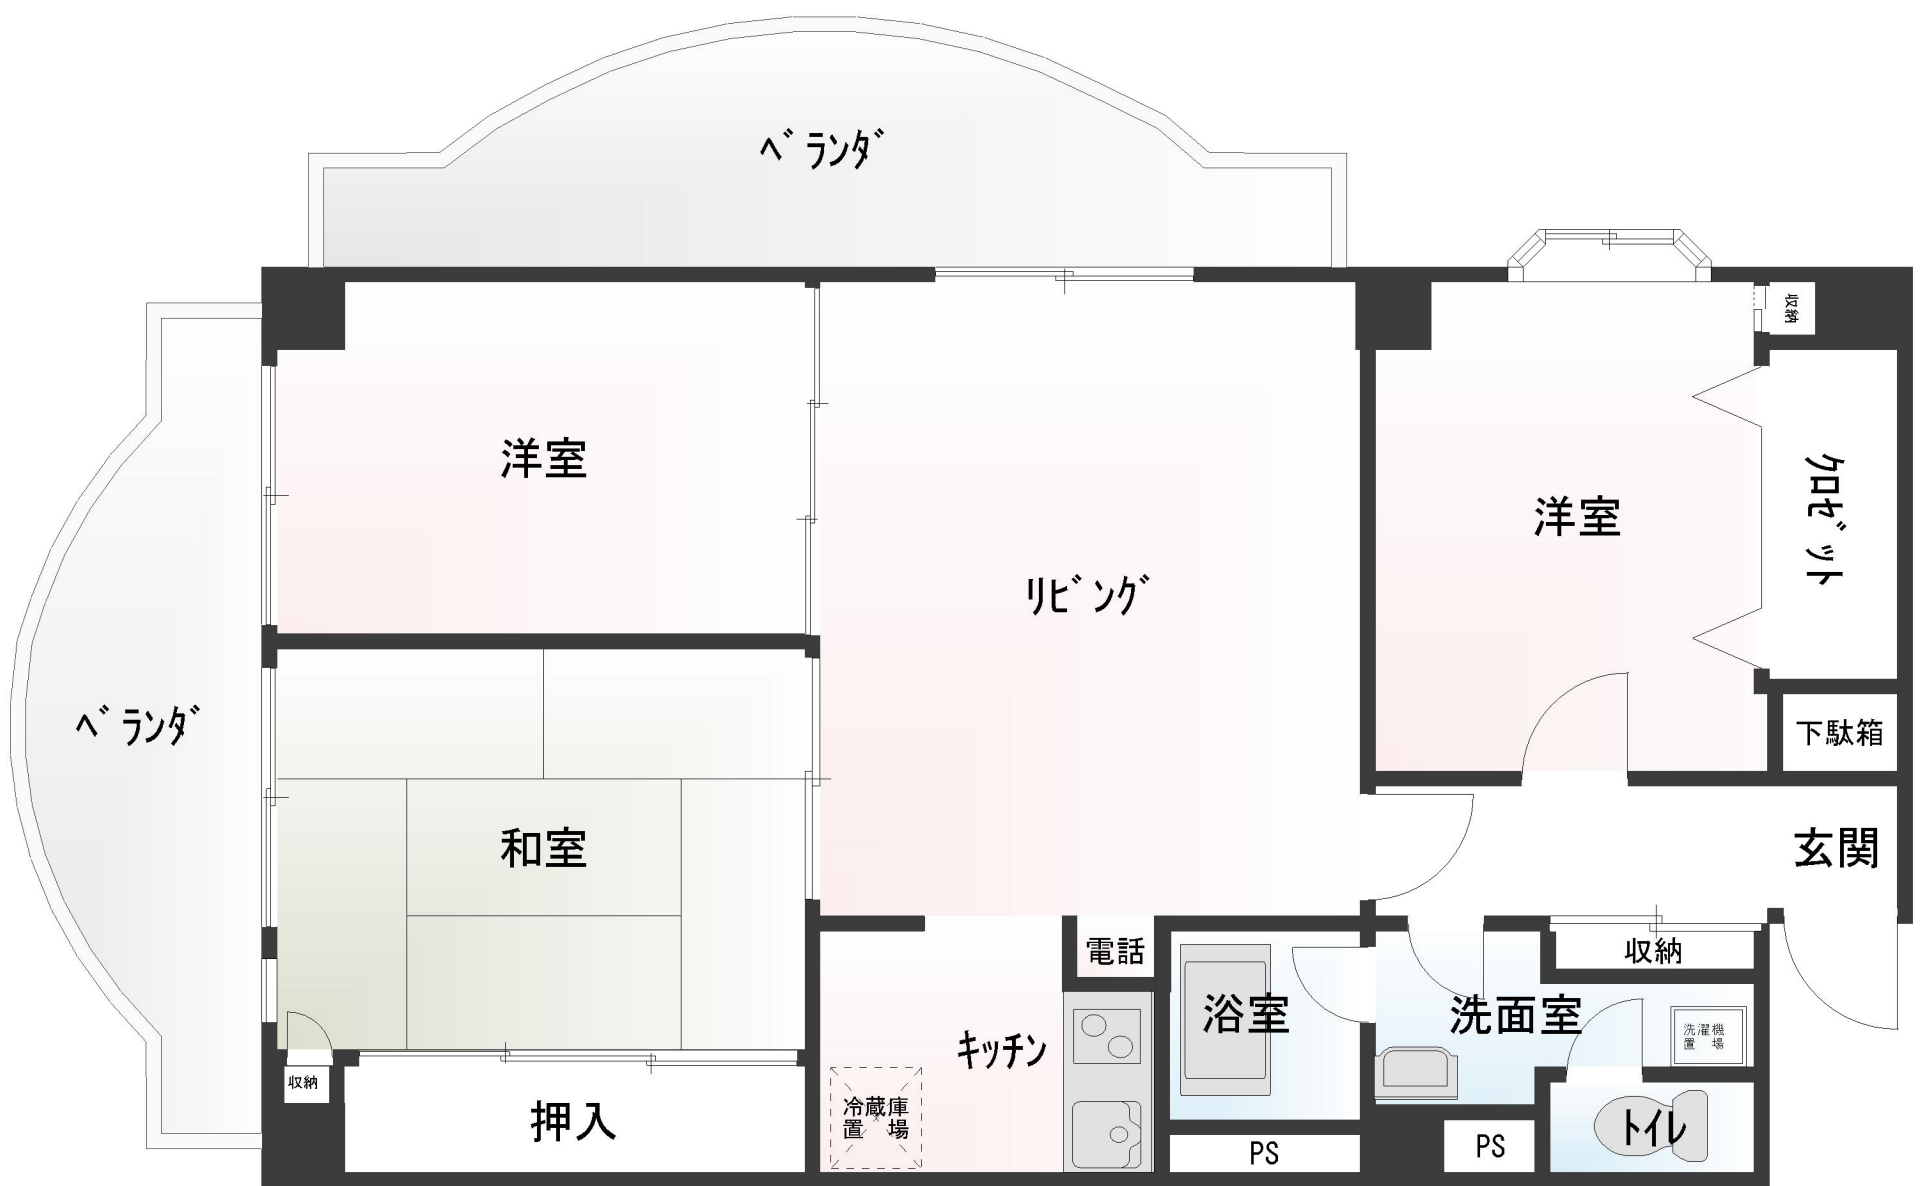 ベランダ
収納
洋室
クロゼット
洋室
リビング
ベランダ
下駄箱
和室
玄関
電話
収納
浴室
洗面室
洗濯機
置場
キッチン
収納
冷蔵庫
置場
押入
トイレ
PS
PS